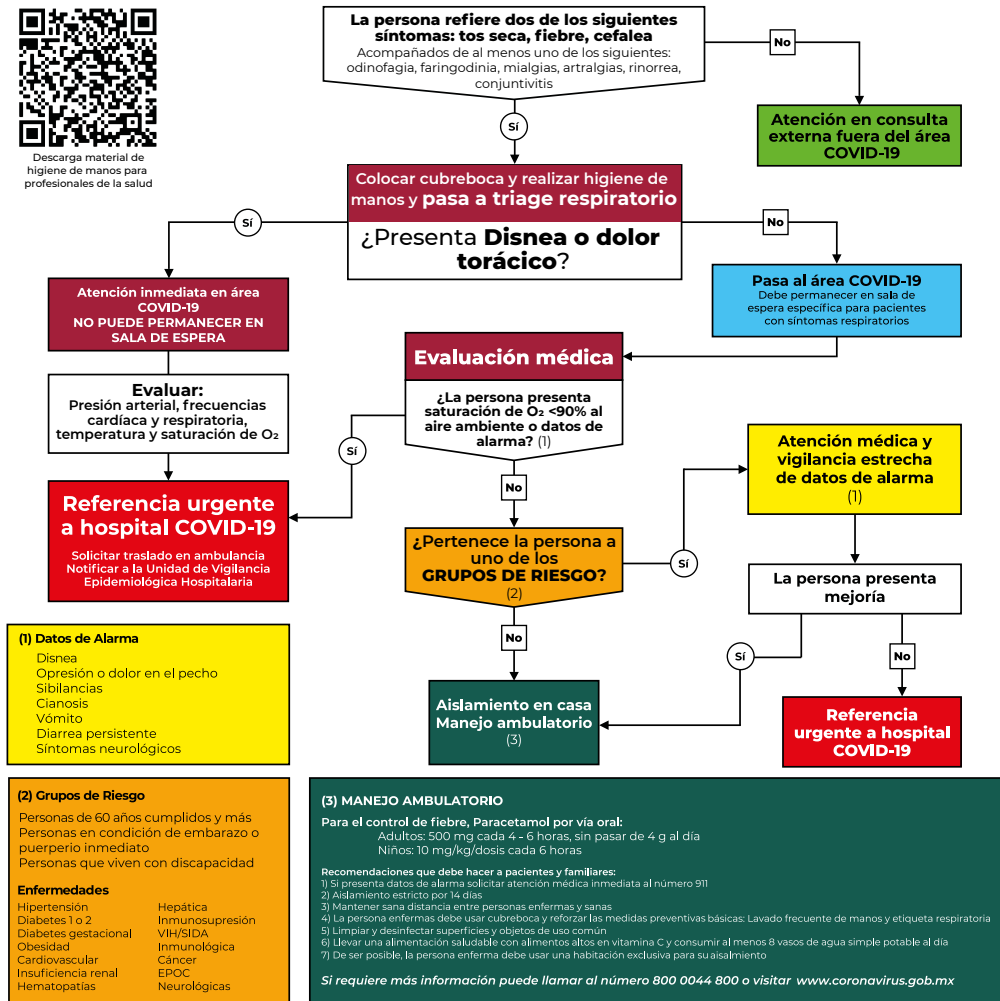 Descarga material de
higiene de manos para
profesionales de la salud
La persona refiere dos de los siguientes
síntomas: tos seca, fiebre, cefalea
Acompañados de al menos uno de los siguientes:
odinofagia, faringodinia, mialgias, artralgias, rinorrea,
conjuntivitis
No
Atención en consulta
externa fuera del área
COVID-19
Sí
Colocar cubreboca y realizar higiene de
manos y pasa a triage respiratorio
¿Presenta Disnea o dolor
torácico?
Sí
No
Atención inmediata en área
COVID-19
NO PUEDE PERMANECER EN
SALA DE ESPERA
Pasa al área COVID-19
Debe permanecer en sala de
espera específica para pacientes
con síntomas respiratorios
Evaluar:
Presión arterial, frecuencias
cardíaca y respiratoria,
temperatura y saturación de O₂
Evaluación médica
¿La persona presenta
saturación de O₂ <90% al
aire ambiente o datos de
alarma? (1)
Sí
No
Referencia urgente
a hospital COVID-19
Solicitar traslado en ambulancia
Notificar a la Unidad de Vigilancia
Epidemiológica Hospitalaria
¿Pertenece la persona a
uno de los
GRUPOS DE RIESGO?
(2)
Sí
No
Atención médica y
vigilancia estrecha
de datos de alarma
(1)
La persona presenta
mejoría
Sí
No
Aislamiento en casa
Manejo ambulatorio
(3)
Referencia
urgente a hospital
COVID-19
(1) Datos de Alarma
Disnea
Opresión o dolor en el pecho
Sibilancias
Cianosis
Vómito
Diarrea persistente
Síntomas neurológicos
(2) Grupos de Riesgo
Personas de 60 años cumplidos y más
Personas en condición de embarazo o
puerperio inmediato
Personas que viven con discapacidad
Enfermedades
Hipertensión
Diabetes 1 o 2
Diabetes gestacional
Obesidad
Cardiovascular
Insuficiencia renal
Hematopatías
Hepática
Inmunosupresión
VIH/SIDA
Inmunológica
Cáncer
EPOC
Neurológicas
(3) MANEJO AMBULATORIO
Para el control de fiebre, Paracetamol por vía oral:
Adultos: 500 mg cada 4 - 6 horas, sin pasar de 4 g al día
Niños: 10 mg/kg/dosis cada 6 horas
Recomendaciones que debe hacer a pacientes y familiares:
1) Si presenta datos de alarma solicitar atención médica inmediata al número 911
2) Aislamiento estricto por 14 días
3) Mantener sana distancia entre personas enfermas y sanas
4) La persona enfermas debe usar cubreboca y reforzar las medidas preventivas básicas: Lavado frecuente de manos y etiqueta respiratoria
5) Limpiar y desinfectar superficies y objetos de uso común
6) Llevar una alimentación saludable con alimentos altos en vitamina C y consumir al menos 8 vasos de agua simple potable al día
7) De ser posible, la persona enferma debe usar una habitación exclusiva para su aisalmiento
Si requiere más información puede llamar al número 800 0044 800 o visitar www.coronavirus.gob.mx